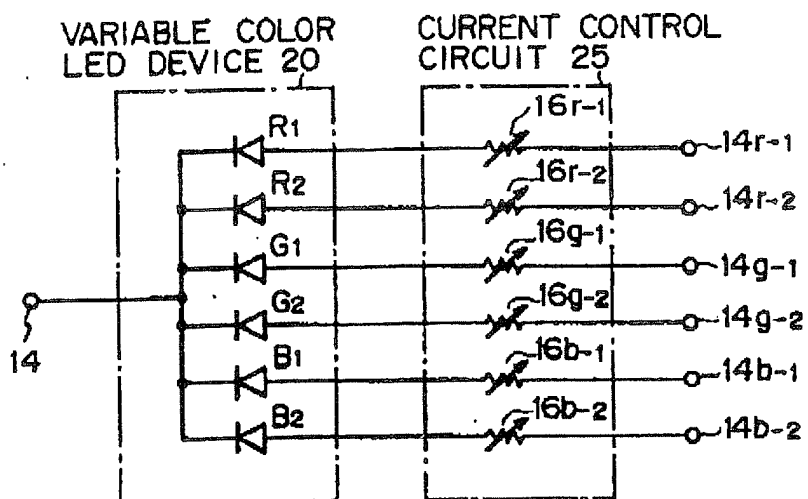 VARIABLE COLOR
LED DEVICE 20
CURRENT CONTROL
CIRCUIT 25
R1
16r-1
14r-1
R2
16r-2
14r-2
G1
16g-1
14g-1
14
G2
16g-2
14g-2
B1
16b-1
14b-1
B2
16b-2
14b-2